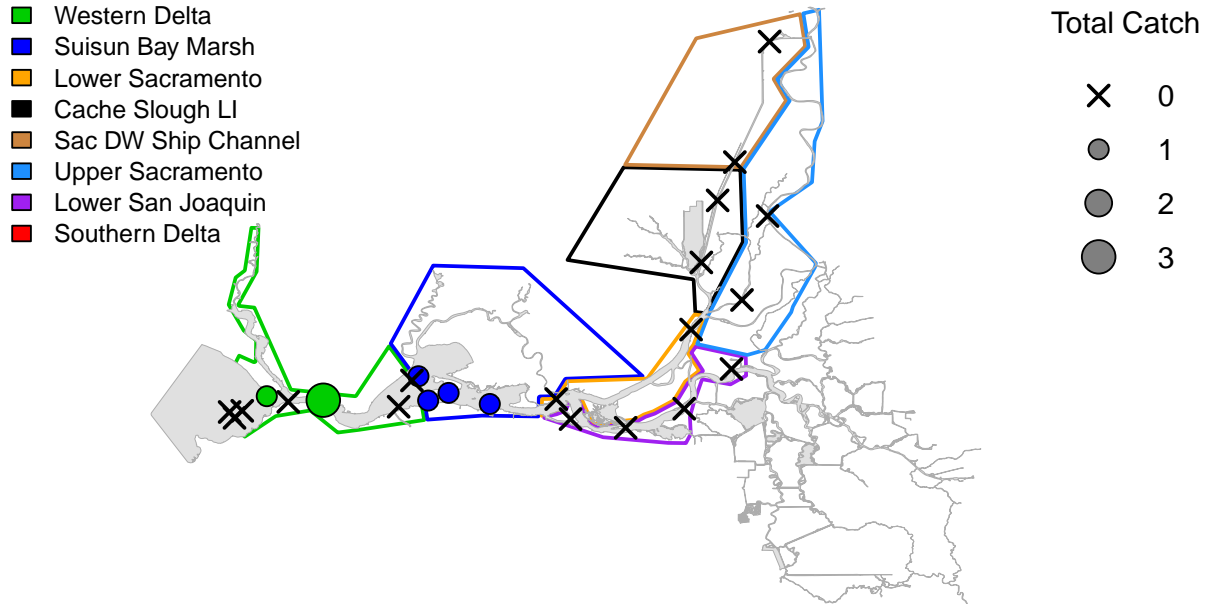 Western Delta
Suisun Bay Marsh
Lower Sacramento
Cache Slough LI
Sac DW Ship Channel
Upper Sacramento
Lower San Joaquin
Southern Delta
Total Catch
0
1
2
3